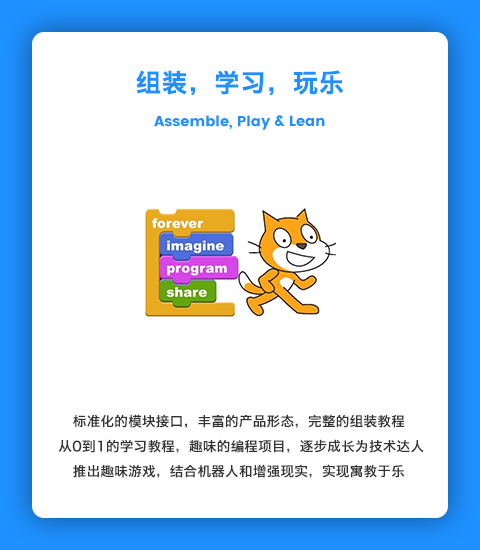 组装，学习，玩乐
Assemble, Play & Lean
forever
imagine
program
share
标准化的模块接口，丰富的产品形态，完整的组装教程
从0到1的学习教程，趣味的编程项目，逐步成长为技术达人
推出趣味游戏，结合机器人和增强现实，实现寓教于乐